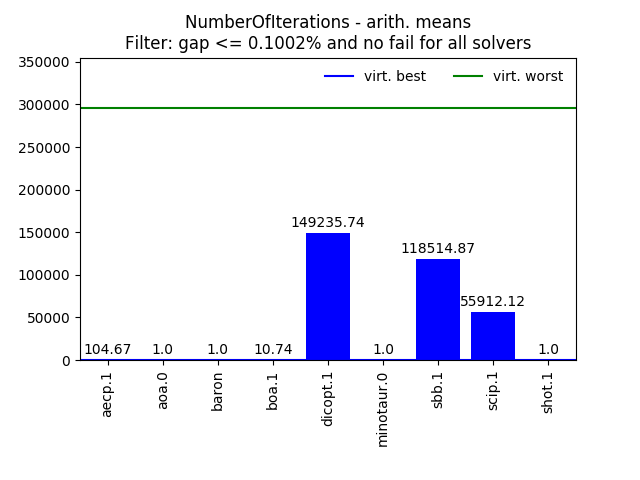 NumberOfIterations - arith. means
Filter: gap <= 0.1002% and no fail for all solvers
virt. best
virt. worst
350000
300000
250000
200000
150000
100000
50000
0
104.67
1.0
1.0
10.74
149235.74
1.0
118514.87
55912.12
1.0
aecp.1
aoa.0
baron
boa.1
dicopt.1
minotaur.0
sbb.1
scip.1
shot.1